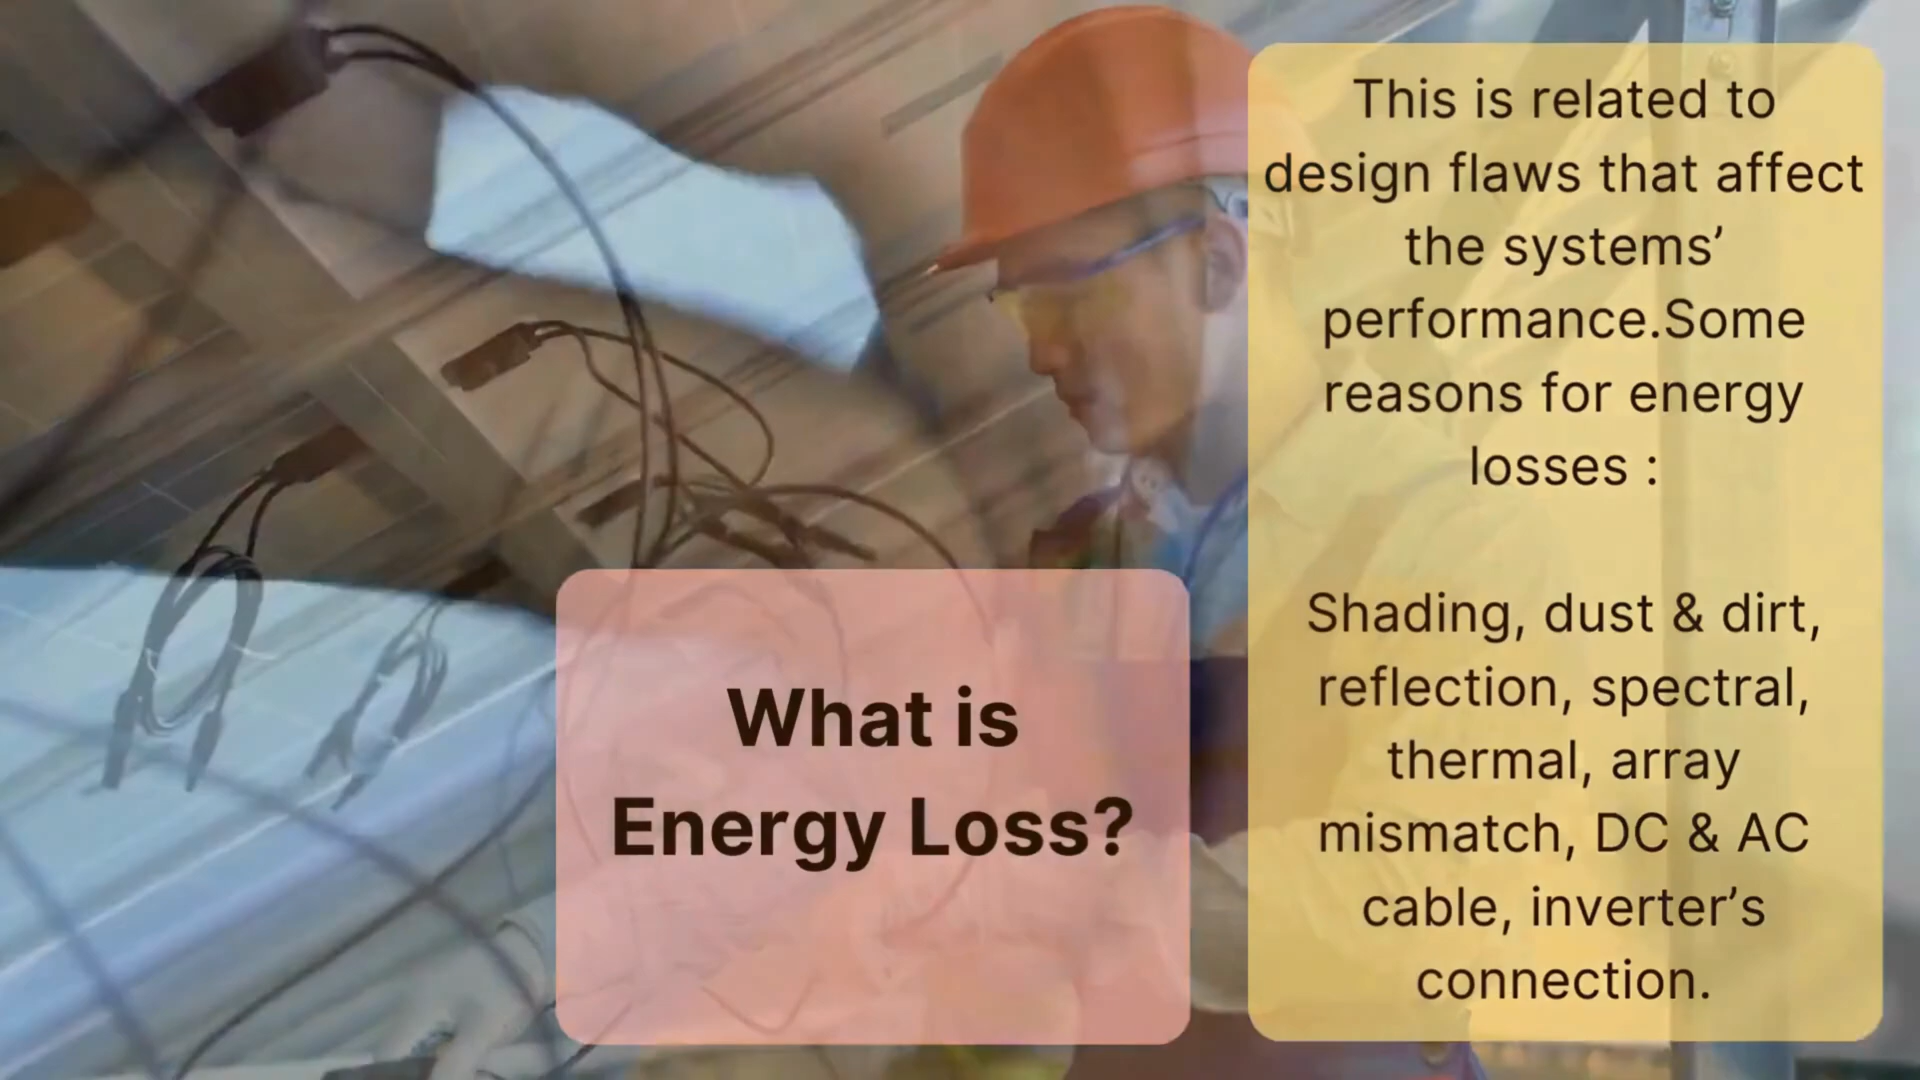 What is
Energy Loss?
This is related to
design flaws that affect
the systems’
performance.Some
reasons for energy
losses :
Shading, dust & dirt,
reflection, spectral,
thermal, array
mismatch, DC & AC
cable, inverter’s
connection.